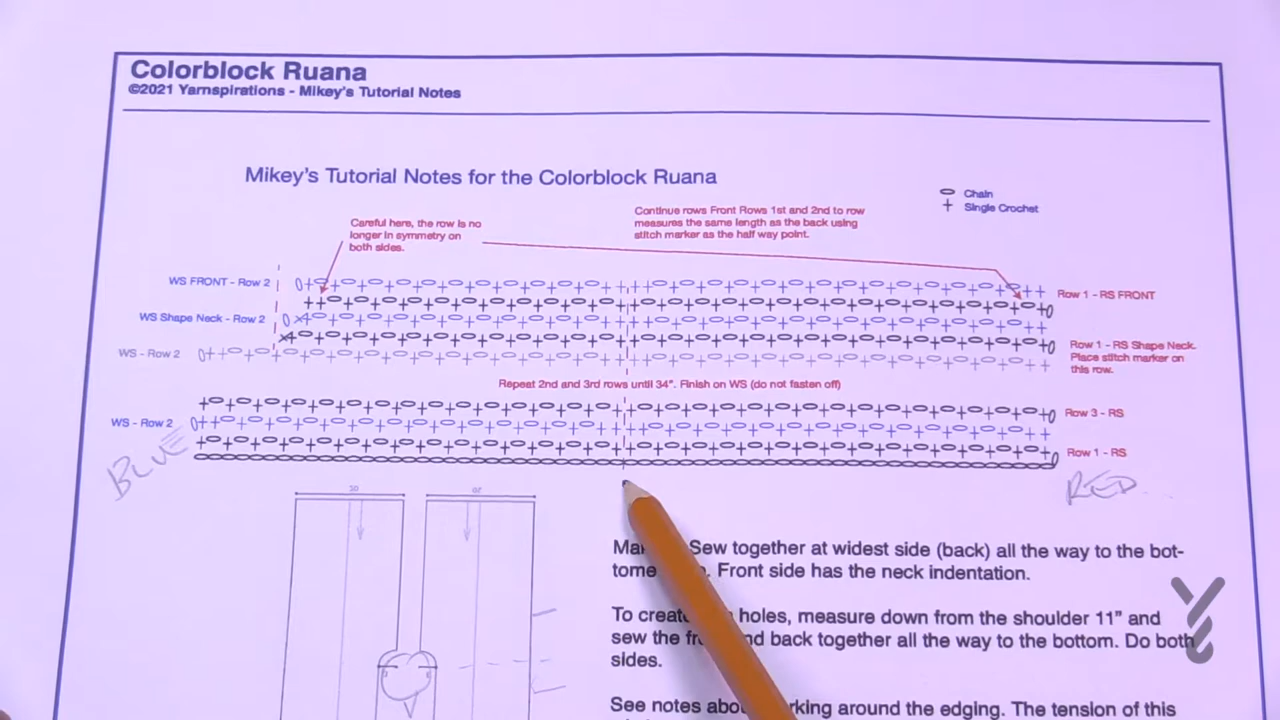 Colorblock Ruana
©2021 Yarnspirations - Mikey's Tutorial Notes
Mikey's Tutorial Notes for the Colorblock Ruana
Chain
Single Crochet
Careful here, the row is no
longer in symmetry on
both sides.
Continue rows Front Rows 1st and 2nd to row
measures the same length as the back using
stitch marker as the half way point.
WS FRONT - Row 2
Row 1 - RS FRONT
WS Shape Neck - Row 2
Row 1 - RS Shape Neck.
Place stitch marker on
this row.
WS - Row 2
Repeat 2nd and 3rd rows until 34". Finish on WS (do not fasten off)
Row 3 - RS
WS - Row 2
Row 1 - RS
BLUE
RED
Sew together at widest side (back) all the way to the bot-
Front side has the neck indentation.
holes, measure down from the shoulder 11" and
sew the back together all the way to the bottom. Do both
sides.
See notes around the edging. The tension of this